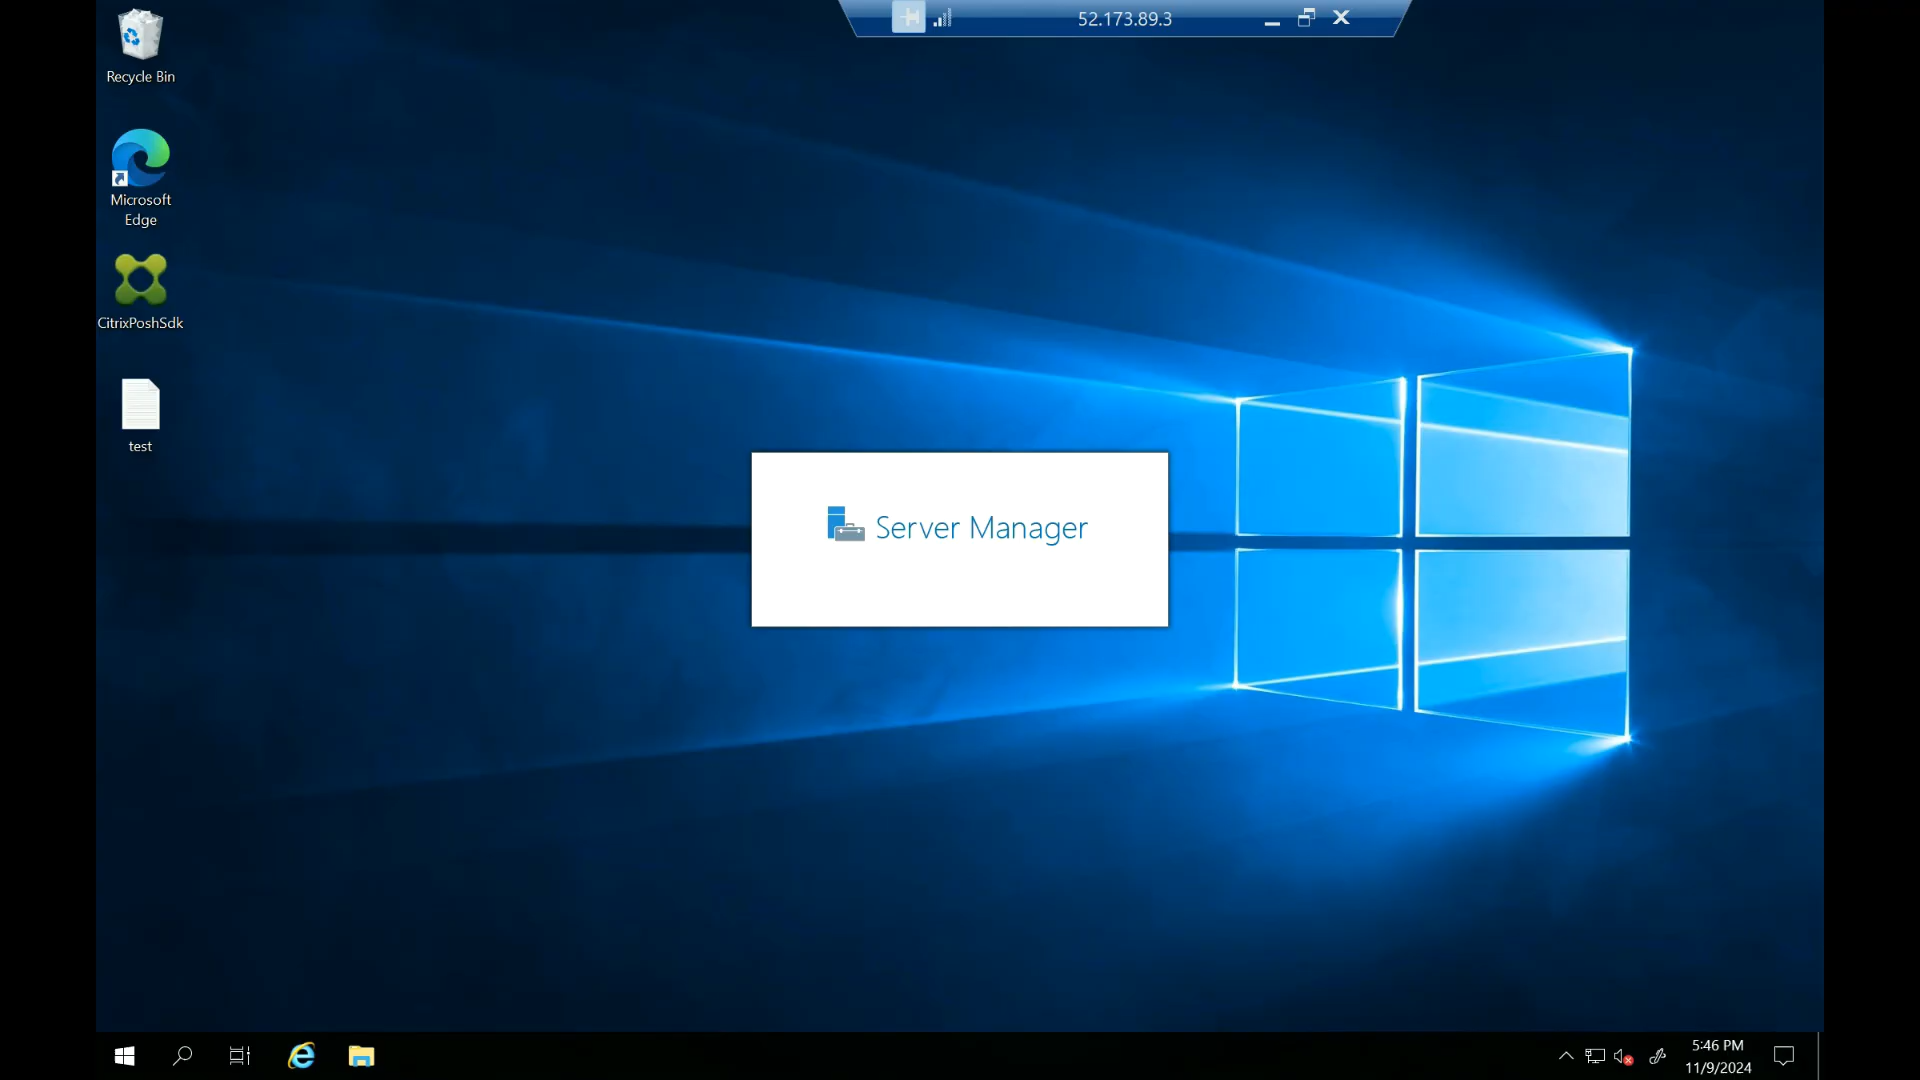 52.173.89.3
Recycle Bin
Microsoft
Edge
CitrixPoshSdk
test
Server Manager
5:46 PM
11/9/2024